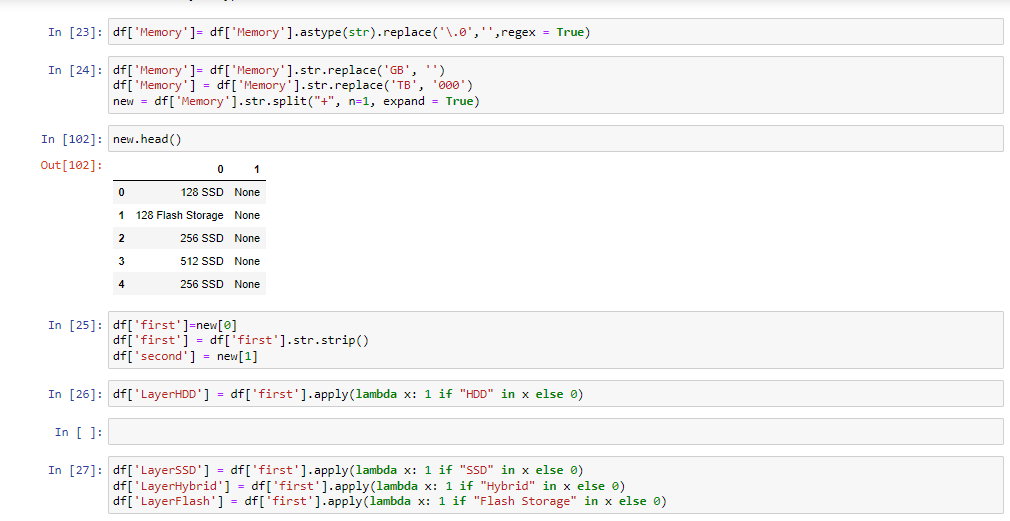 In [23]: df['Memory']= df['Memory'].astype(str).replace('\.0','',regex = True)
In [24]: df['Memory']= df['Memory'].str.replace('GB', '')
df['Memory'] = df['Memory'].str.replace('TB', '000')
new = df['Memory'].str.split("+", n=1, expand = True)
In [102]: new.head()
Out[102]:
0 1
0 128 SSD None
1 128 Flash Storage None
2 256 SSD None
3 512 SSD None
4 256 SSD None
In [25]: df['first']=new[0]
df['first'] = df['first'].str.strip()
df['second'] = new[1]
In [26]: df['LayerHDD'] = df['first'].apply(lambda x: 1 if "HDD" in x else 0)
In [ ]:
In [27]: df['LayerSSD'] = df['first'].apply(lambda x: 1 if "SSD" in x else 0)
df['LayerHybrid'] = df['first'].apply(lambda x: 1 if "Hybrid" in x else 0)
df['LayerFlash'] = df['first'].apply(lambda x: 1 if "Flash Storage" in x else 0)